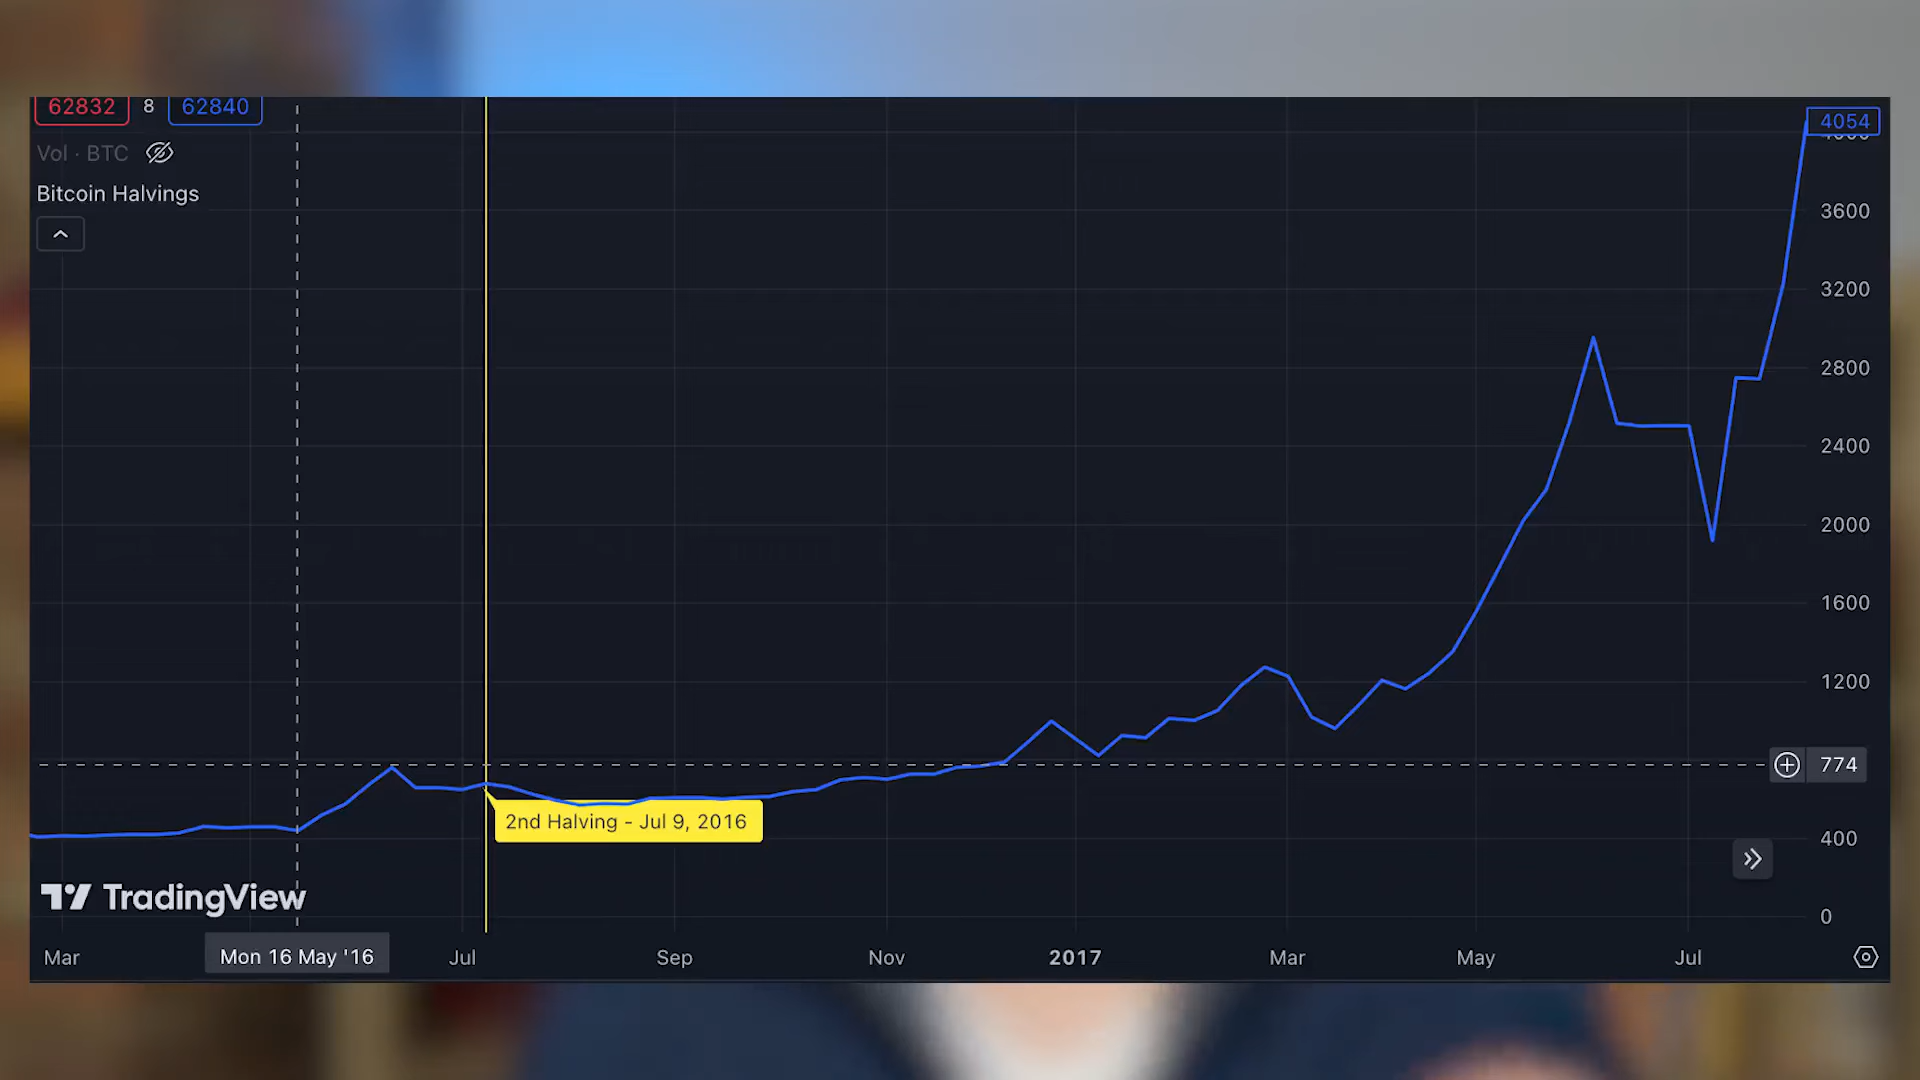 62832 8 62840
Vol · BTC
Bitcoin Halvings
4054
3600
3200
2800
2400
2000
1600
1200
774
2nd Halving - Jul 9, 2016
400
TradingView
0
Mar Mon 16 May '16 Jul Sep Nov 2017 Mar May Jul